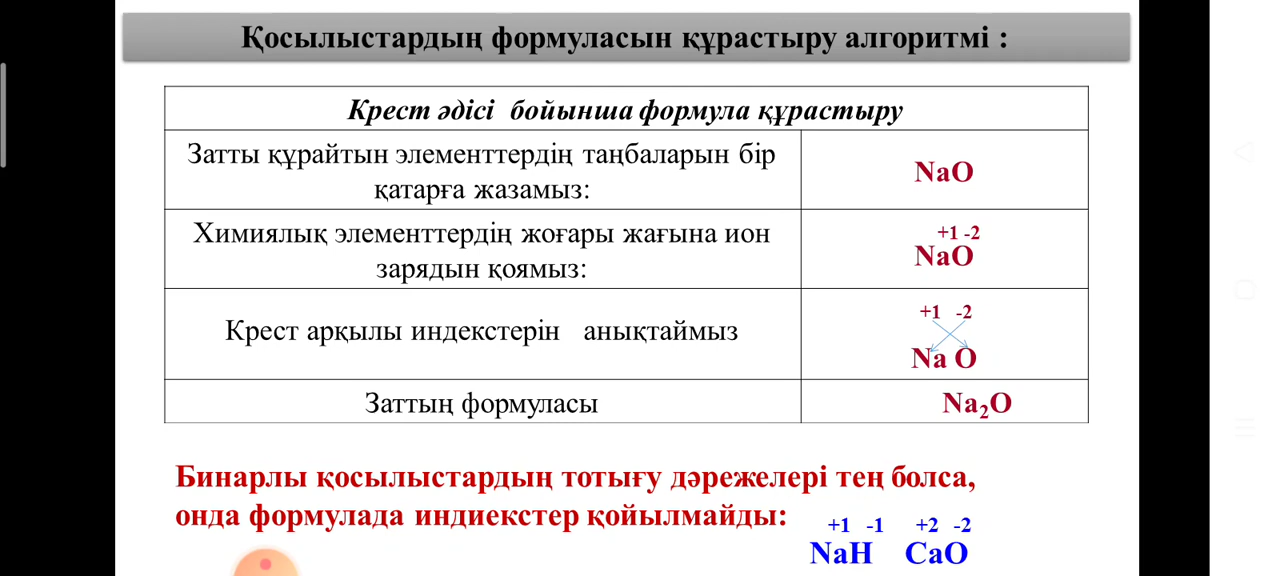 Қосылыстардың формуласын құрастыру алгоритмі :
Крест әдісі бойынша формула құрастыру
Затты құрайтын элементтердің таңбаларын бір
қатарға жазамыз:
NaO
Химиялық элементтердің жоғары жағына ион
зарядын қоямыз:
+1 -2
NaO
Крест арқылы индекстерін анықтаймыз
+1 -2
Na O
Заттың формуласы
Na₂O
Бинарлы қосылыстардың тотығу дәрежелері тең болса,
онда формулада индиекстер қойылмайды:
+1 -1 +2 -2
NaH CaO